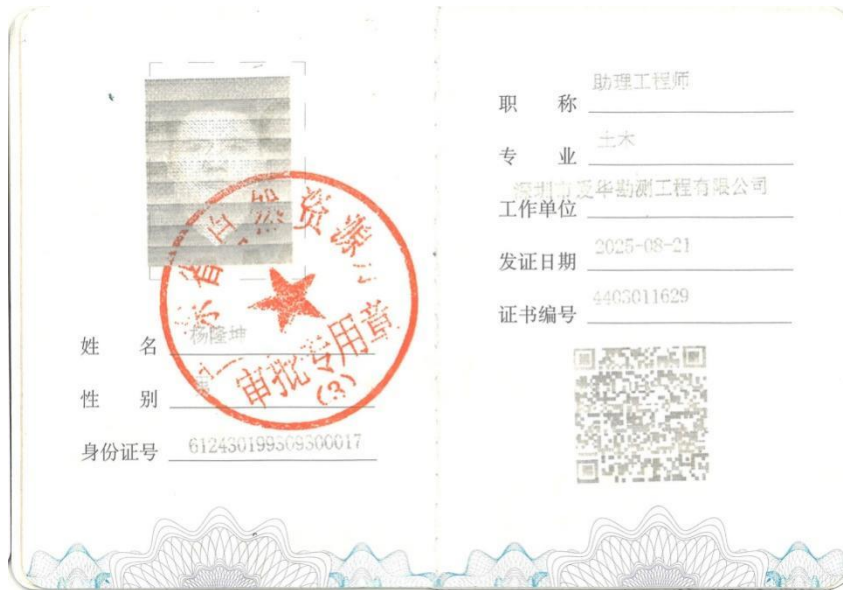 姓 名 杨隆坤
性 别 男
身份证号 612430199309300017
职 称 助理工程师
专 业 土木
工作单位 深圳市爱华勘测工程有限公司
发证日期 2025-08-21
证书编号 4403011629
东省自然资源厅
审批专用章
(3)